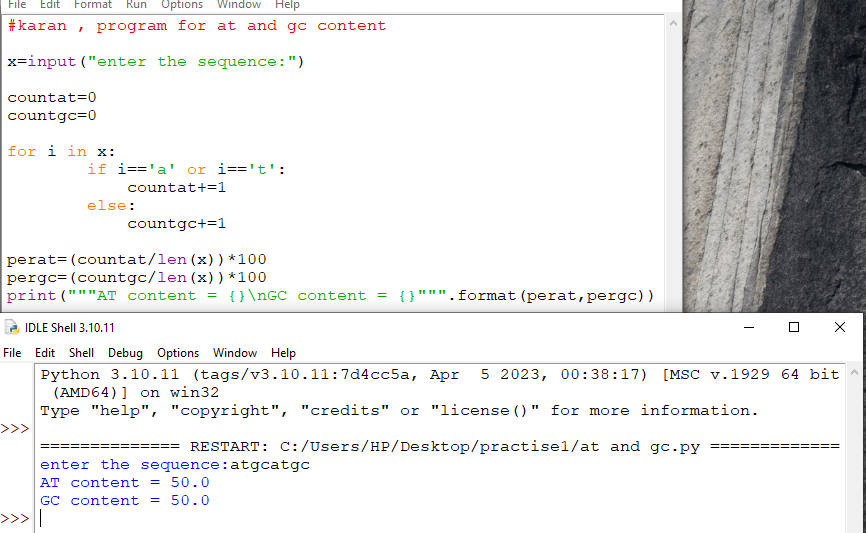 File Edit Format Run Options Window Help
#karan , program for at and gc content
x=input("enter the sequence:")
countat=0
countgc=0
for i in x:
        if i=='a' or i=='t':
            countat+=1
        else:
            countgc+=1
perat=(countat/len(x))*100
pergc=(countgc/len(x))*100
print("""AT content = {}\nGC content = {}""".format(perat,pergc))
IDLE Shell 3.10.11
File Edit Shell Debug Options Window Help
Python 3.10.11 (tags/v3.10.11:7d4cc5a, Apr  5 2023, 00:38:17) [MSC v.1929 64 bit
 (AMD64)] on win32
Type "help", "copyright", "credits" or "license()" for more information.
>>>
============== RESTART: C:/Users/HP/Desktop/practise1/at and gc.py =============
enter the sequence:atgcatgc
AT content = 50.0
GC content = 50.0
>>>